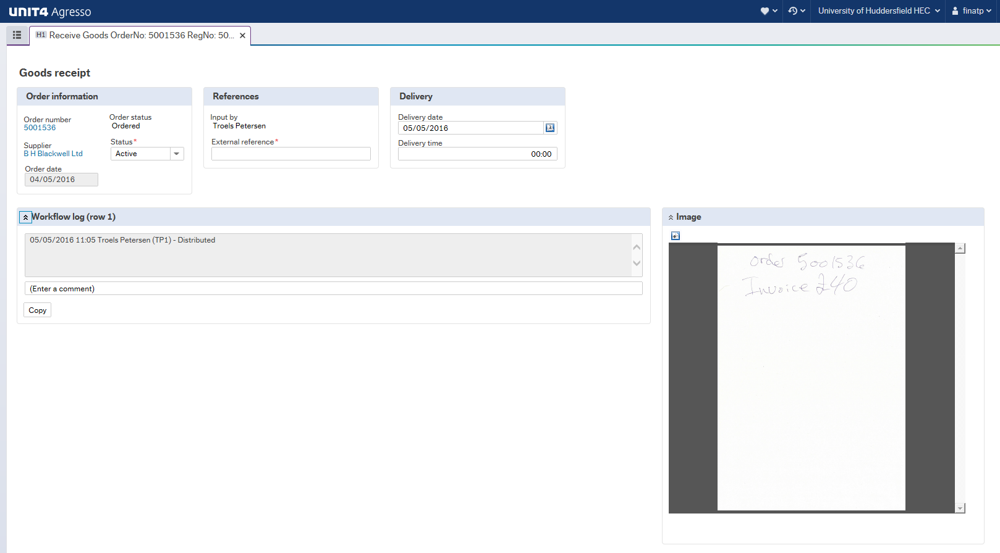 UNIT4 Agresso
University of Huddersfield HEC
finatp
H1 Receive Goods OrderNo: 5001536 RegNo: 50...
Goods receipt
Order information
Order number
5001536
Order status
Ordered
Supplier
B H Blackwell Ltd
Status*
Active
Order date
04/05/2016
References
Input by
Troels Petersen
External reference*
Delivery
Delivery date
05/05/2016
Delivery time
00:00
Workflow log (row 1)
05/05/2016 11:05 Troels Petersen (TP1) - Distributed
(Enter a comment)
Copy
Image
Order 5001536
Invoice £40